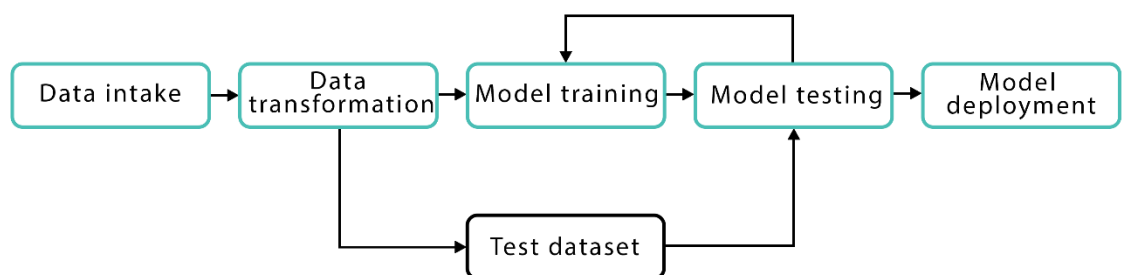 Data intake
Data
transformation
Model training
Model testing
Model
deployment
Test dataset